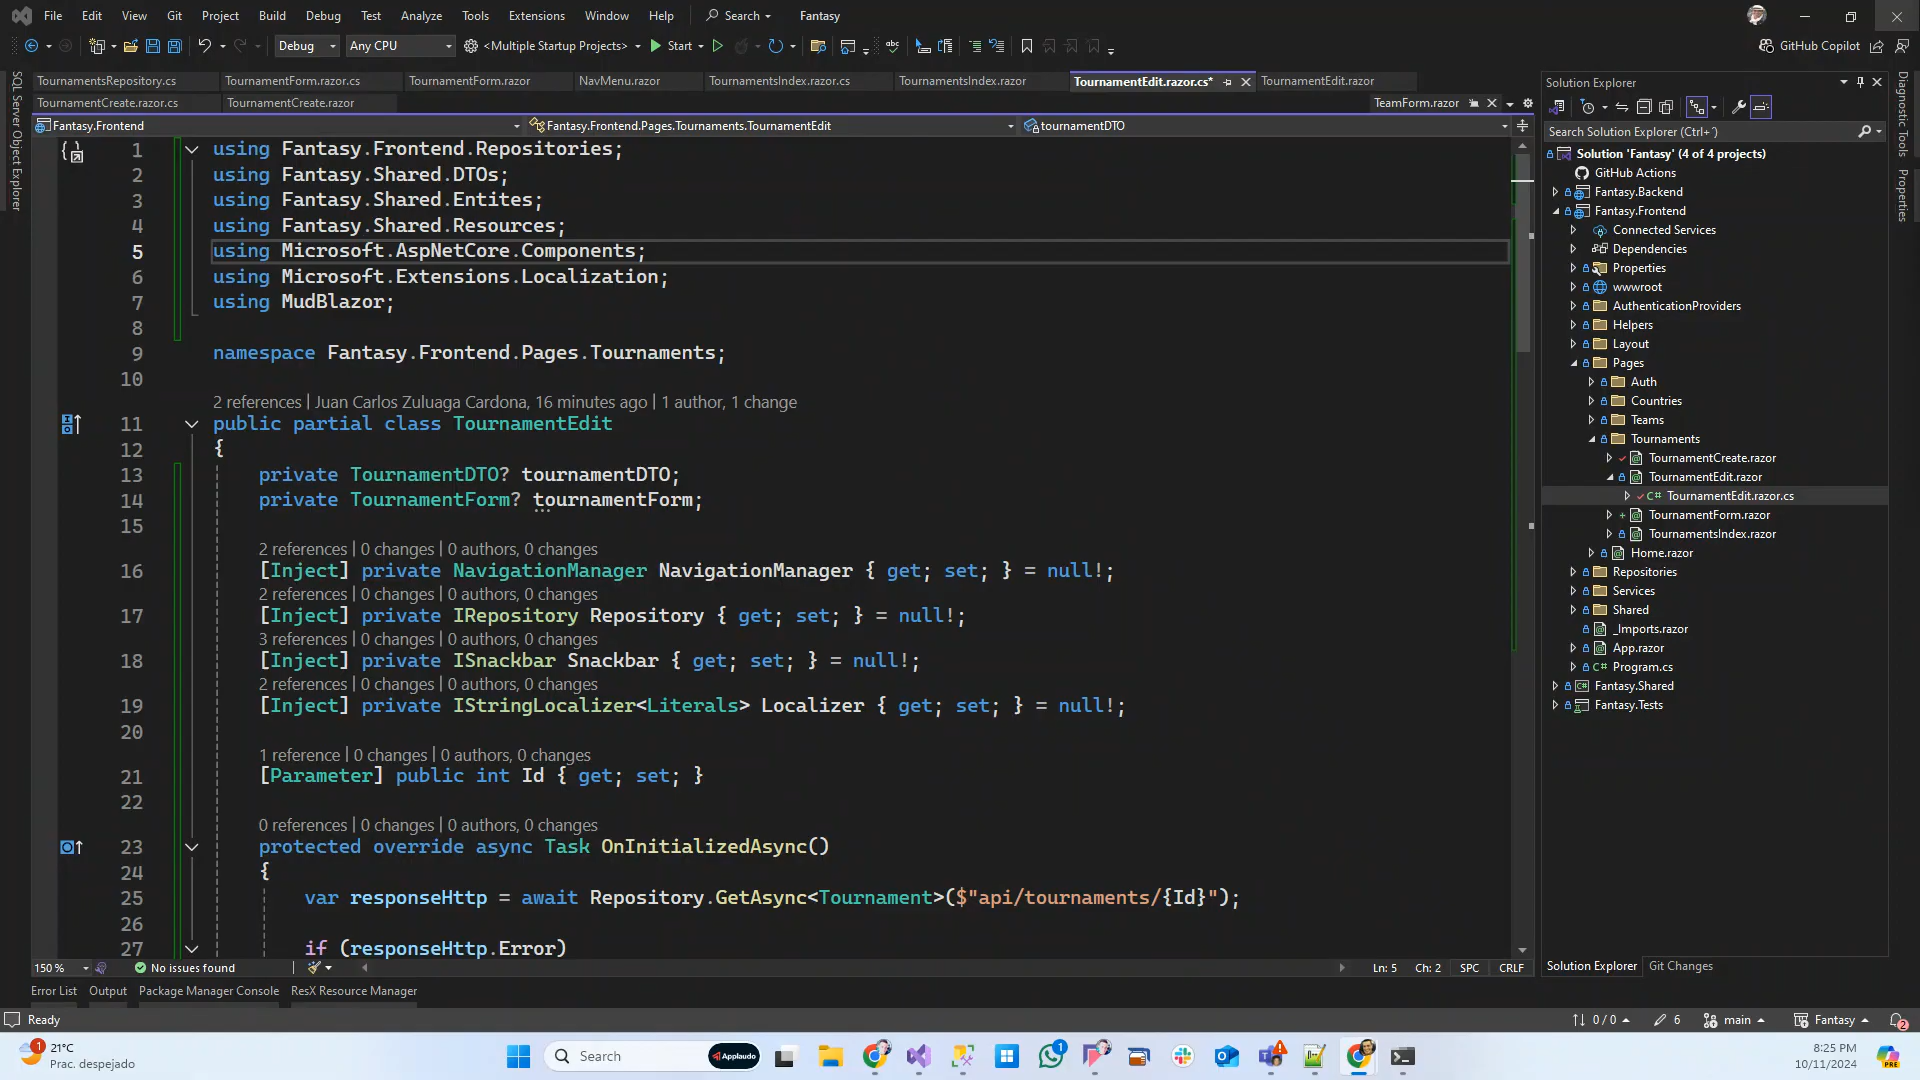 File Edit View Git Project Build Debug Test Analyze Tools Extensions Window Help Search Fantasy
Debug Any CPU <Multiple Startup Projects> Start GitHub Copilot
TournamentsRepository.cs TournamentForm.razor.cs TournamentForm.razor NavMenu.razor TournamentsIndex.razor.cs TournamentsIndex.razor TournamentEdit.razor.cs* TournamentEdit.razor
TournamentCreate.razor.cs TournamentCreate.razor TeamForm.razor
Fantasy.Frontend Fantasy.Frontend.Pages.Tournaments.TournamentEdit tournamentDTO
SQL Server Object Explorer
1 using Fantasy.Frontend.Repositories;
2 using Fantasy.Shared.DTOs;
3 using Fantasy.Shared.Entites;
4 using Fantasy.Shared.Resources;
5 using Microsoft.AspNetCore.Components;
6 using Microsoft.Extensions.Localization;
7 using MudBlazor;
8
9 namespace Fantasy.Frontend.Pages.Tournaments;
10
2 references | Juan Carlos Zuluaga Cardona, 16 minutes ago | 1 author, 1 change
11 public partial class TournamentEdit
12 {
13 private TournamentDTO? tournamentDTO;
14 private TournamentForm? tournamentForm;
15
2 references | 0 changes | 0 authors, 0 changes
16 [Inject] private NavigationManager NavigationManager { get; set; } = null!;
2 references | 0 changes | 0 authors, 0 changes
17 [Inject] private IRepository Repository { get; set; } = null!;
3 references | 0 changes | 0 authors, 0 changes
18 [Inject] private ISnackbar Snackbar { get; set; } = null!;
2 references | 0 changes | 0 authors, 0 changes
19 [Inject] private IStringLocalizer<Literals> Localizer { get; set; } = null!;
20
1 reference | 0 changes | 0 authors, 0 changes
21 [Parameter] public int Id { get; set; }
22
0 references | 0 changes | 0 authors, 0 changes
23 protected override async Task OnInitializedAsync()
24 {
25 var responseHttp = await Repository.GetAsync<Tournament>($"api/tournaments/{Id}");
26
27 if (responseHttp.Error)
150 % No issues found Ln: 5 Ch: 2 SPC CRLF
Error List Output Package Manager Console ResX Resource Manager
Solution Explorer
Search Solution Explorer (Ctrl+´)
Solution 'Fantasy' (4 of 4 projects)
GitHub Actions
Fantasy.Backend
Fantasy.Frontend
Connected Services
Dependencies
Properties
wwwroot
AuthenticationProviders
Helpers
Layout
Pages
Auth
Countries
Teams
Tournaments
TournamentCreate.razor
TournamentEdit.razor
C# TournamentEdit.razor.cs
TournamentForm.razor
TournamentsIndex.razor
Home.razor
Repositories
Services
Shared
_Imports.razor
App.razor
C# Program.cs
Fantasy.Shared
Fantasy.Tests
Solution Explorer Git Changes
Diagnostic Tools
Properties
Ready 0 / 0 6 main Fantasy 2
1 21°C
Prac. despejado
Search Applaudo 1
8:25 PM
10/11/2024
PRE